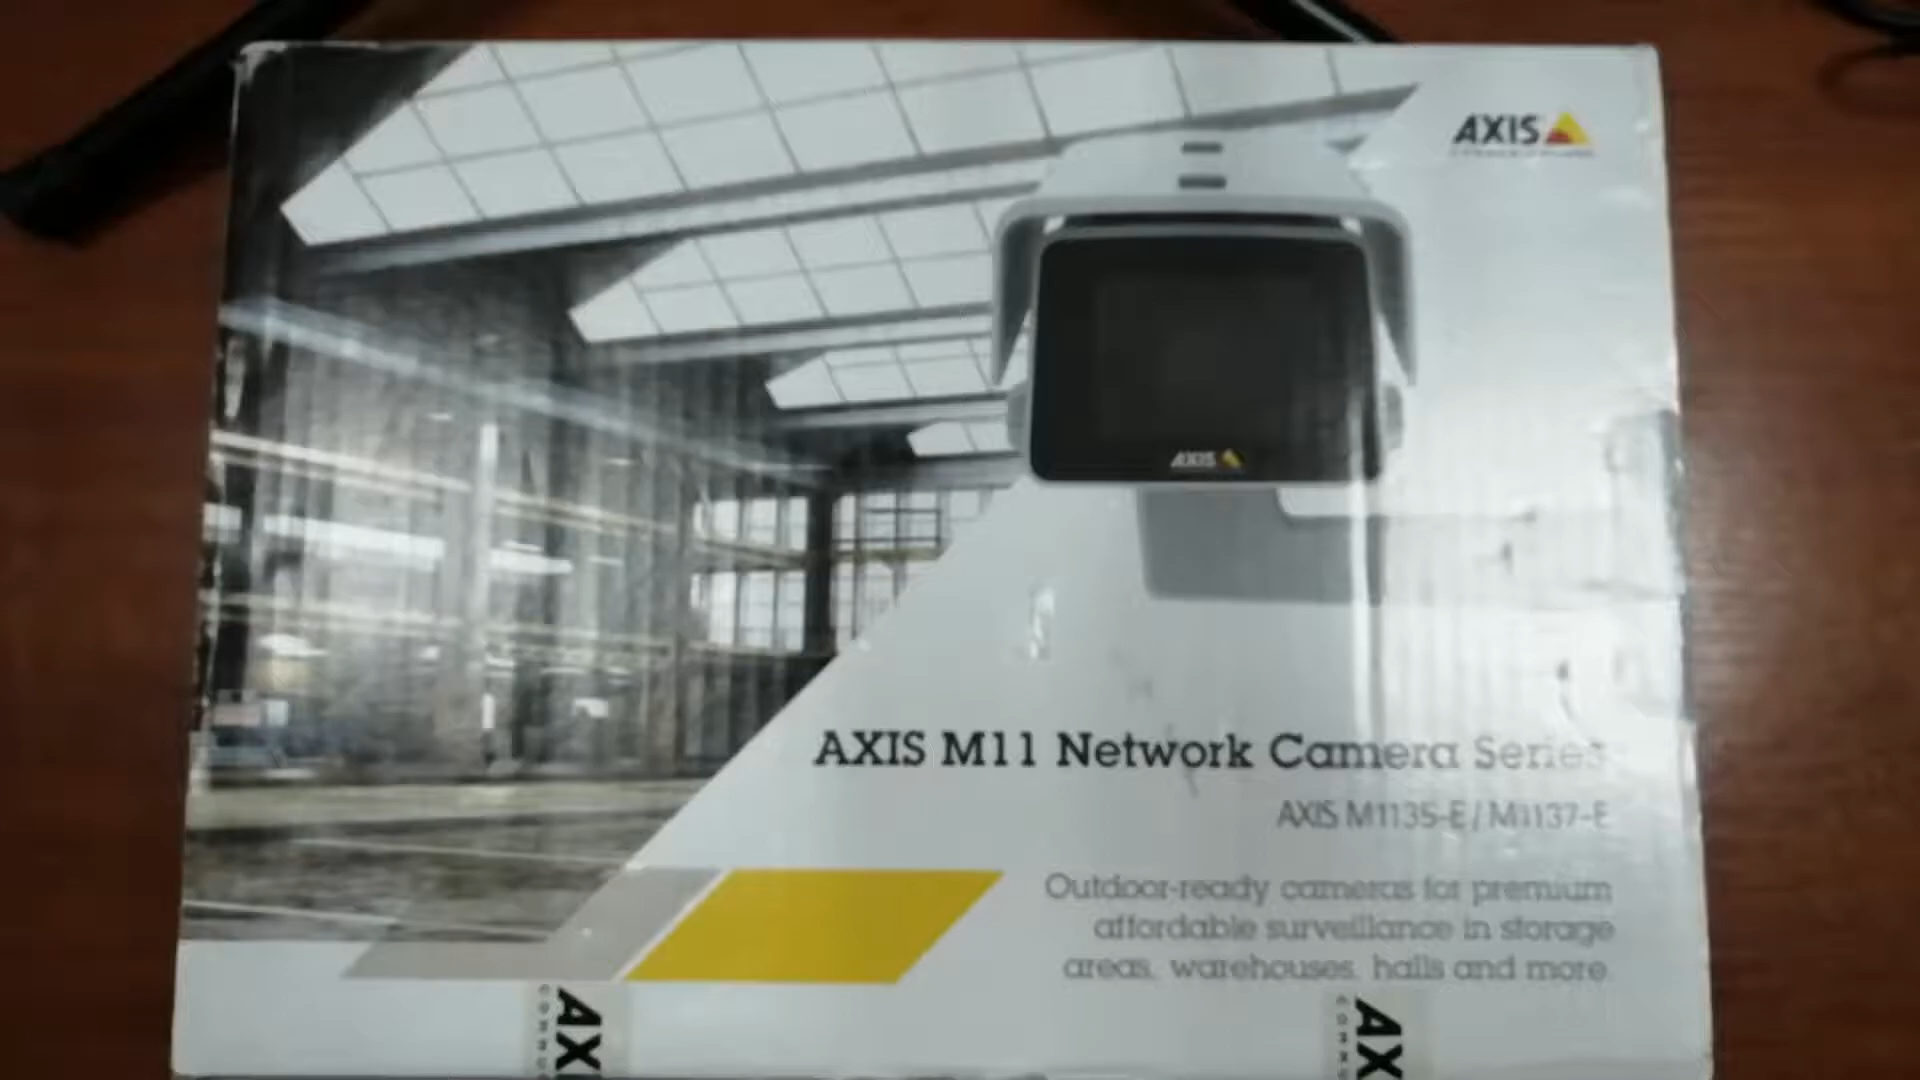 AXIS
AXIS
AXIS M11 Network Camera Series
AXIS M1135-E / M1137-E
Outdoor-ready cameras for premium
affordable surveillance in storage
areas, warehouses, halls and more.
AXI
AX